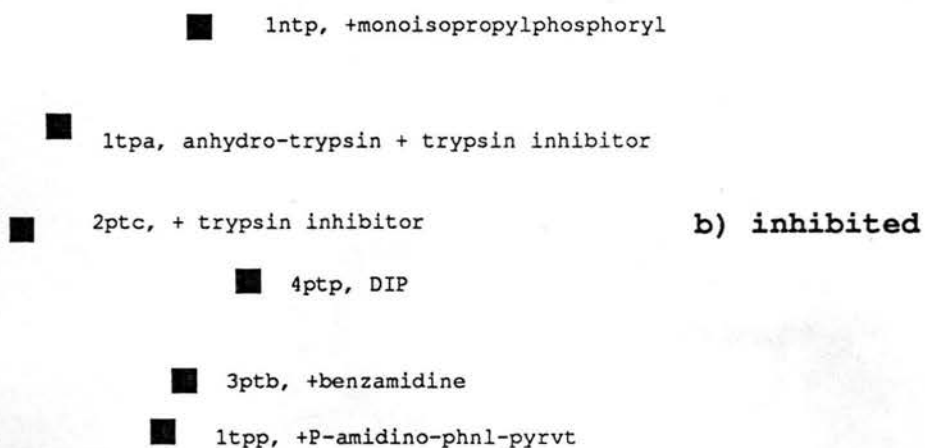 1ntp, +monoisopropylphosphoryl
1tpa, anhydro-trypsin + trypsin inhibitor
2ptc, + trypsin inhibitor
b) inhibited
4ptp, DIP
3ptb, +benzamidine
1tpp, +P-amidino-phnl-pyrvt